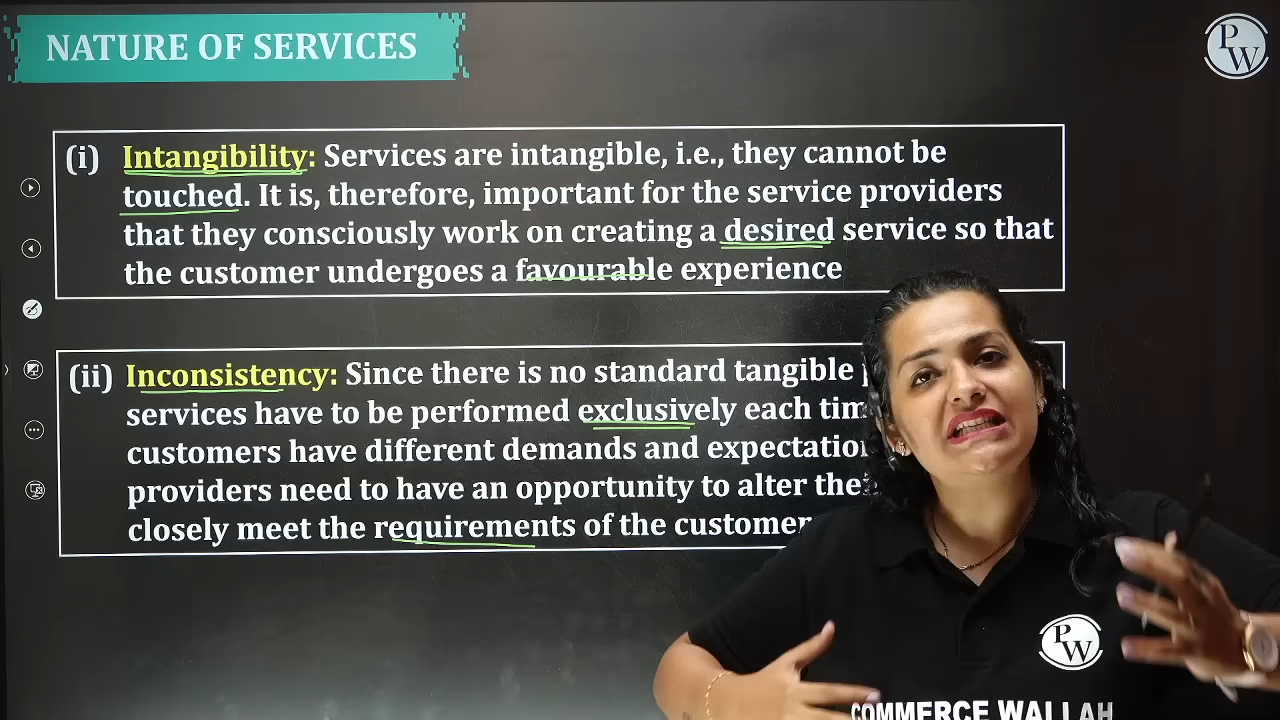 NATURE OF SERVICES
PW
(i) Intangibility: Services are intangible, i.e., they cannot be
touched. It is, therefore, important for the service providers
that they consciously work on creating a desired service so that
the customer undergoes a favourable experience
(ii) Inconsistency: Since there is no standard tangible
services have to be performed exclusively each
customers have different demands and
providers need to have an opportunity to alter
closely meet the requirements of the
PW
COMMERCE WALLAH